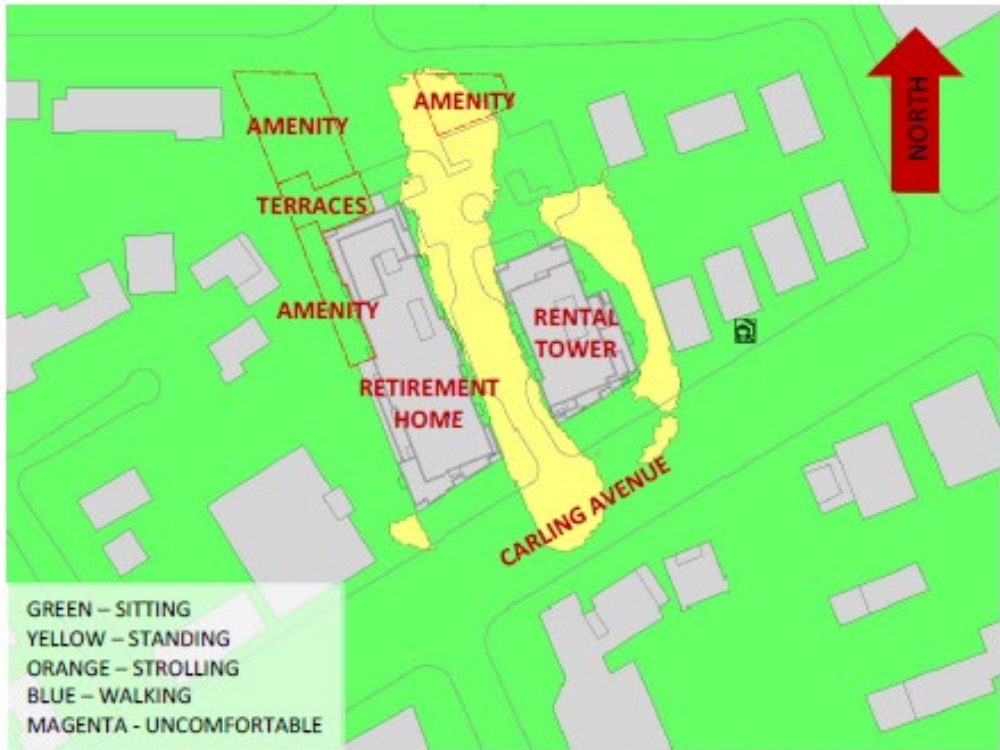 AMENITY
AMENITY
NORTH
TERRACES
AMENITY
RENTAL
TOWER
RETIREMENT
HOME
CARLING AVENUE
GREEN – SITTING
YELLOW – STANDING
ORANGE – STROLLING
BLUE – WALKING
MAGENTA - UNCOMFORTABLE